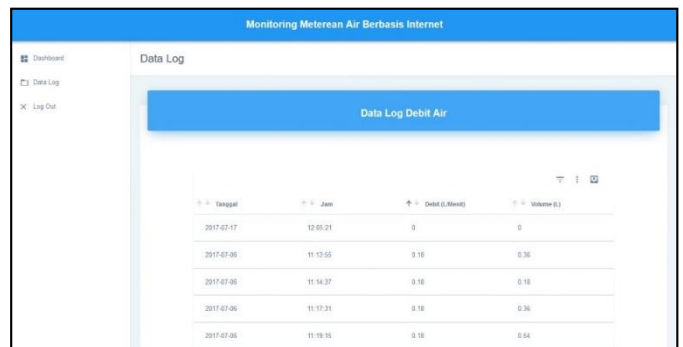 Monitoring Meterean Air Berbasis Internet
Dashboard
Data Log
Data Log
Log Out
Data Log Debit Air
Tanggal Jam Debit (L/Menit) Volume (L)
2017-07-17 12:05:21 0 0
2017-07-06 11:13:55 0.18 0.36
2017-07-06 11:14:37 0.18 0.18
2017-07-06 11:17:31 0.18 0.36
2017-07-06 11:19:15 0.18 0.54